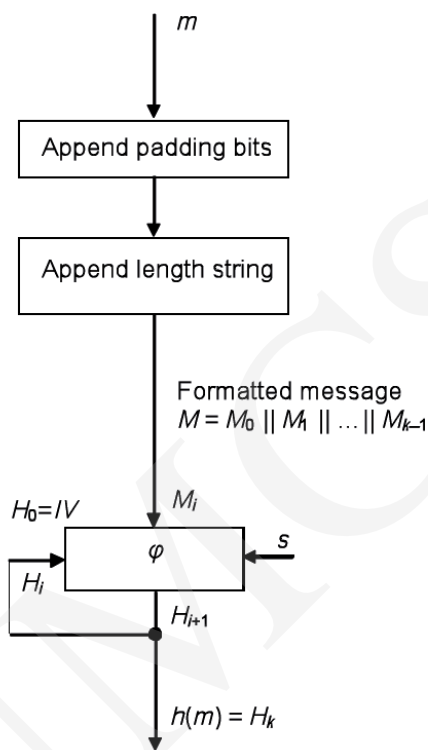 m
Append padding bits
Append length string
Formatted message
M = M₀ || M₁ || ... || Mₖ₋₁
H₀=IV
Mᵢ
φ
s
Hᵢ
Hᵢ₊₁
h(m) = Hₖ